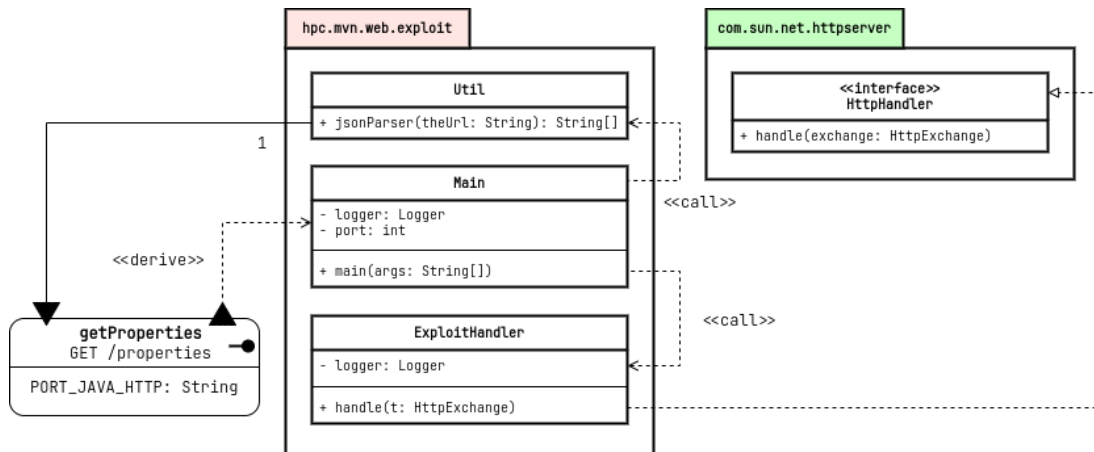 hpc.mvn.web.exploit
com.sun.net.httpserver
Util
+ jsonParser(theUrl: String): String[]
<<interface>>
HttpHandler
+ handle(exchange: HttpExchange)
1
Main
- logger: Logger
- port: int
+ main(args: String[])
<<call>>
<<derive>>
<<call>>
getProperties
GET /properties
PORT_JAVA_HTTP: String
ExploitHandler
- logger: Logger
+ handle(t: HttpExchange)